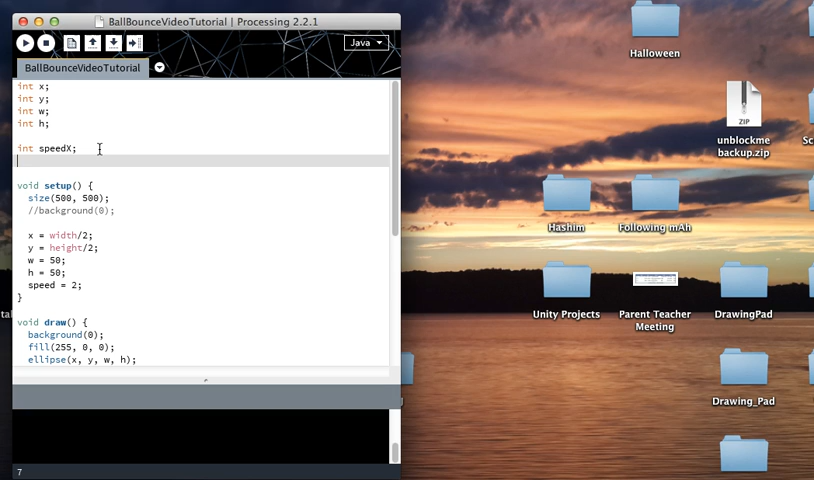 BallBounceVideoTutorial | Processing 2.2.1
Java
BallBounceVideoTutorial
int x;
int y;
int w;
int h;
int speedX;
void setup() {
size(500, 500);
//background(0);
x = width/2;
y = height/2;
w = 50;
h = 50;
speed = 2;
}
void draw() {
background(0);
fill(255, 0, 0);
ellipse(x, y, w, h);
7
Halloween
ZIP
unblockme
backup.zip
Hashim
Following mAh
Unity Projects
Parent Teacher
Meeting
DrawingPad
Drawing_Pad